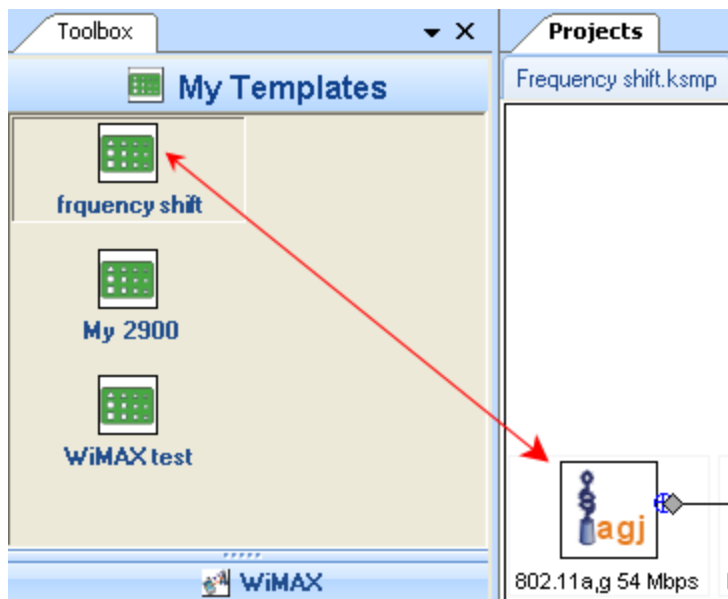 Toolbox
Projects
My Templates
Frequency shift.ksmp
frquency shift
My 2900
WiMAX test
agj
802.11a,g 54 Mbps
WiMAX